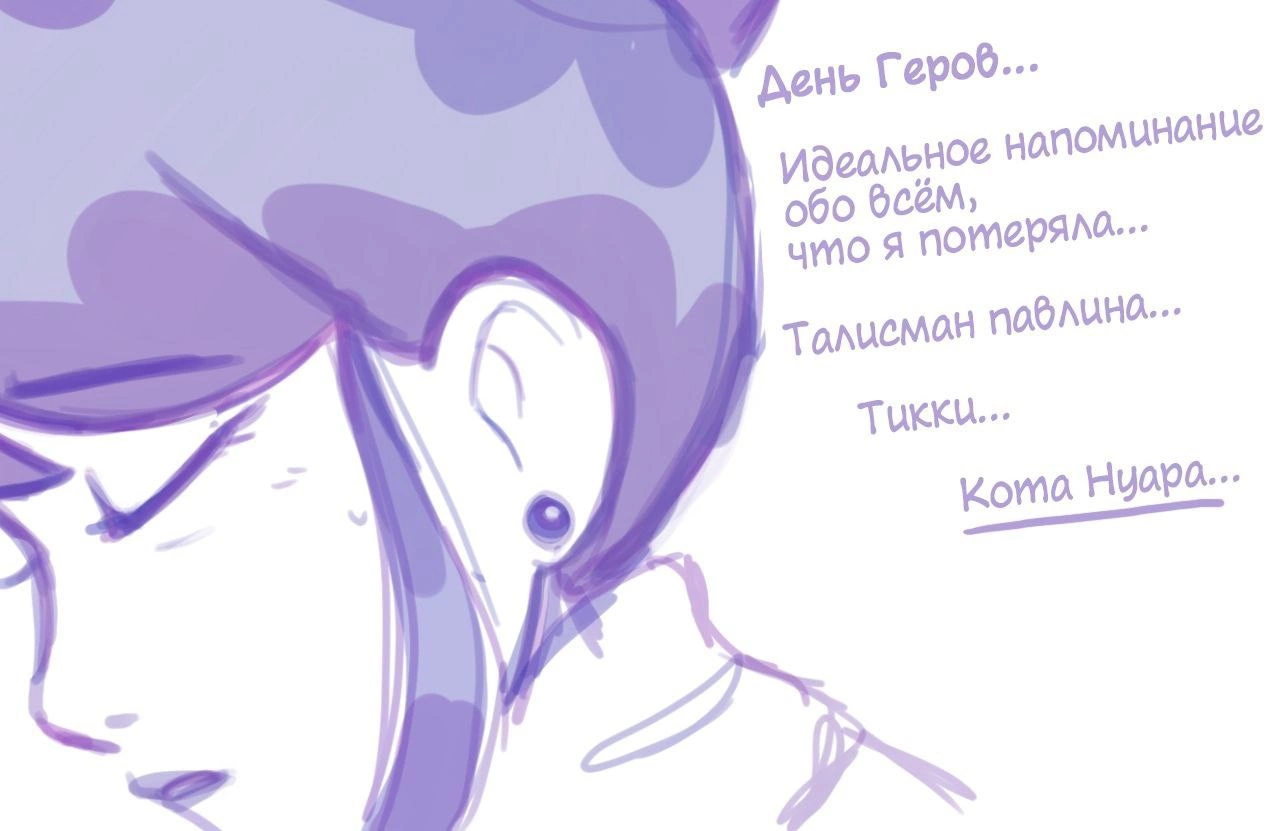 День Геров...
Идеальное напоминание
обо всём,
что я потеряла...
Талисман павлина...
Тикки...
Кота Нуара...